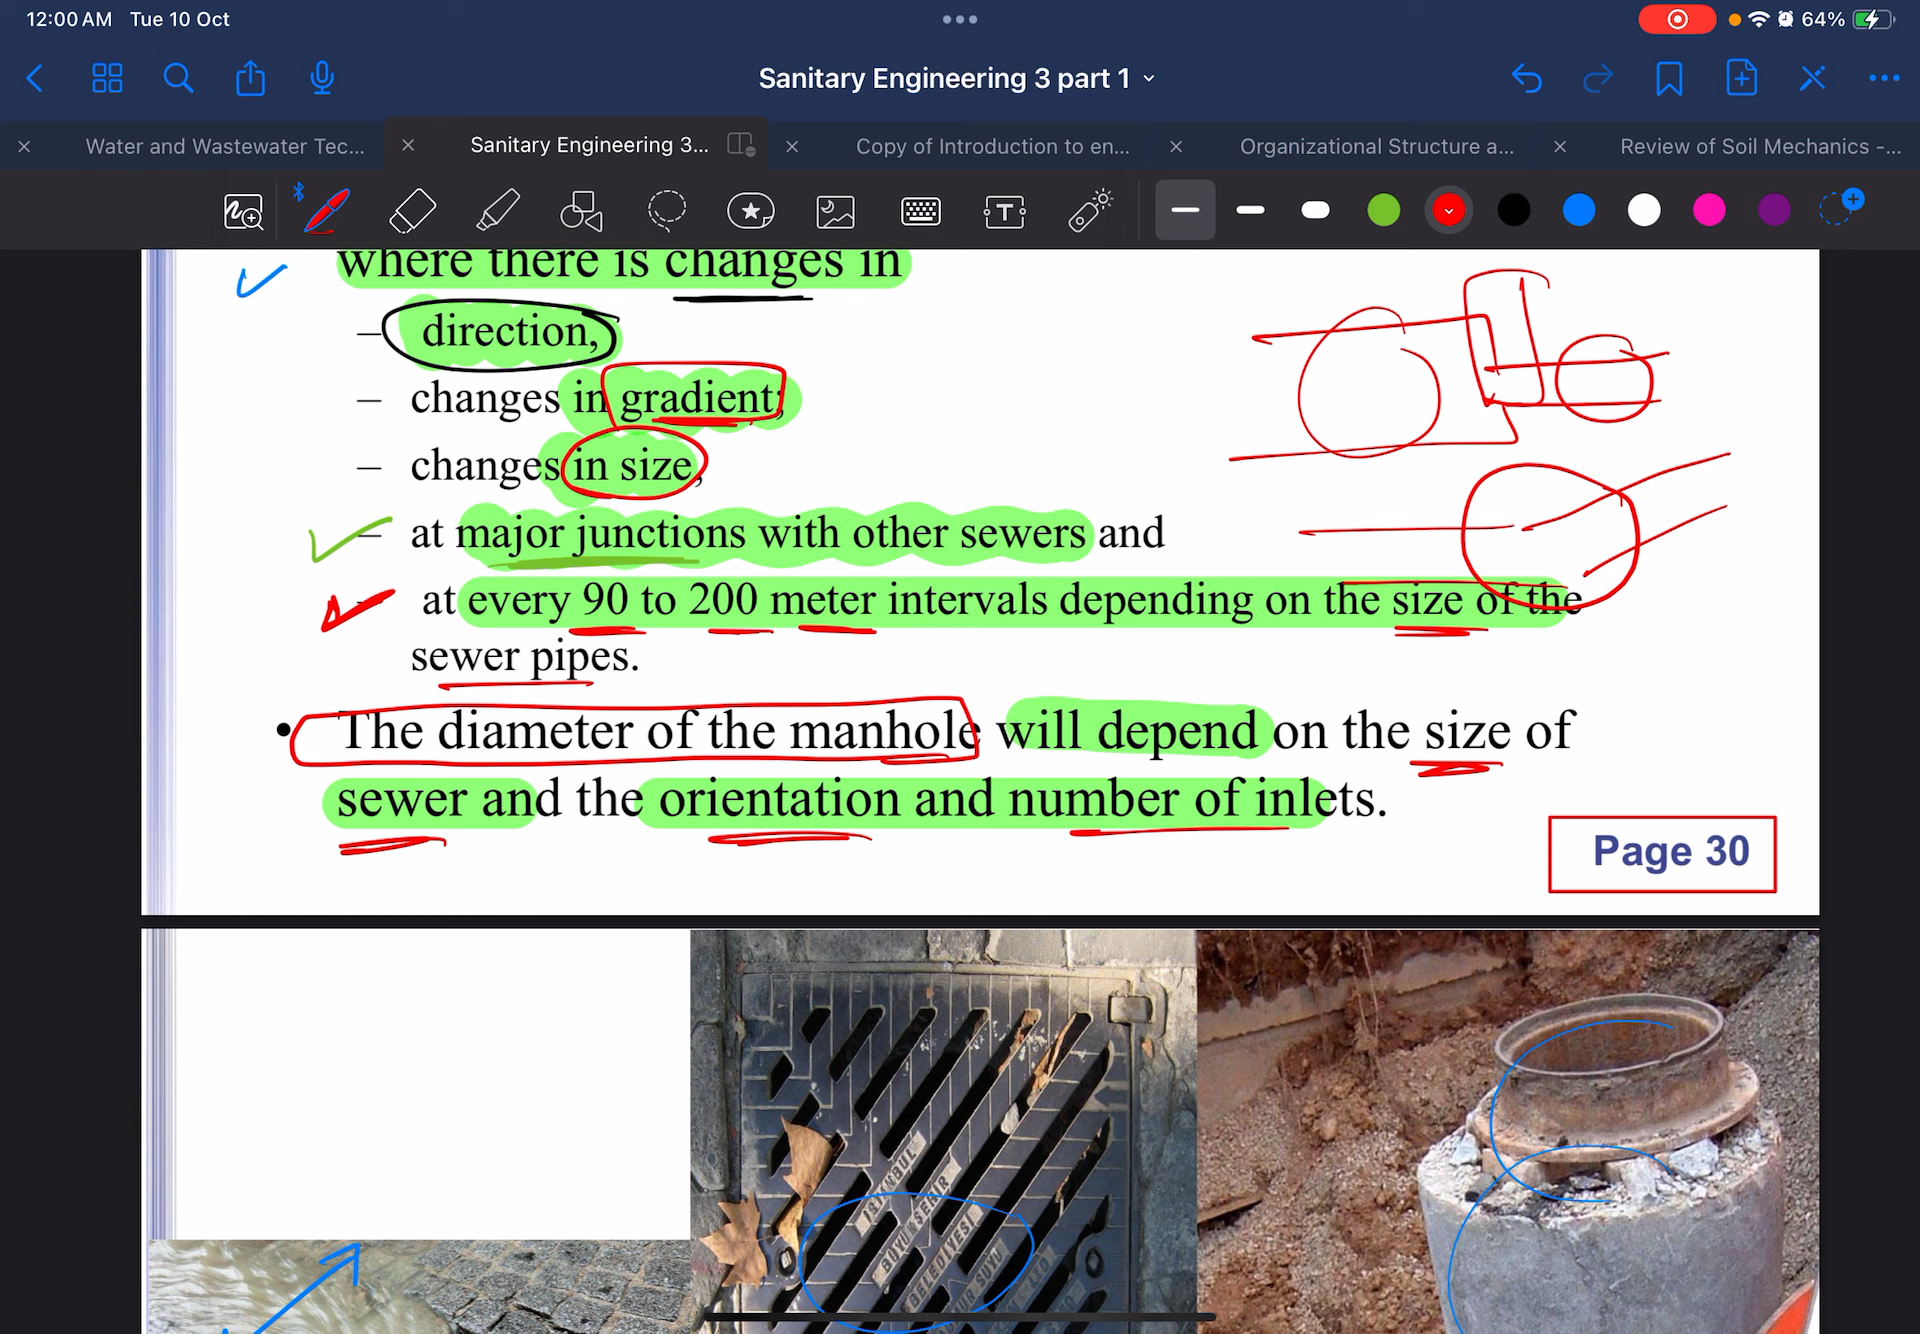 12:00 AM Tue 10 Oct
64%
Sanitary Engineering 3 part 1
Water and Wastewater Tec...
Sanitary Engineering 3...
Copy of Introduction to en...
Organizational Structure a...
Review of Soil Mechanics -...
where there is changes in
– direction,
– changes in gradient;
– changes in size,
– at major junctions with other sewers and
– at every 90 to 200 meter intervals depending on the size of the
sewer pipes.
• The diameter of the manhole will depend on the size of
sewer and the orientation and number of inlets.
Page 30
İSTANBUL
BÜYÜKŞEHİR
BELEDİYESİ